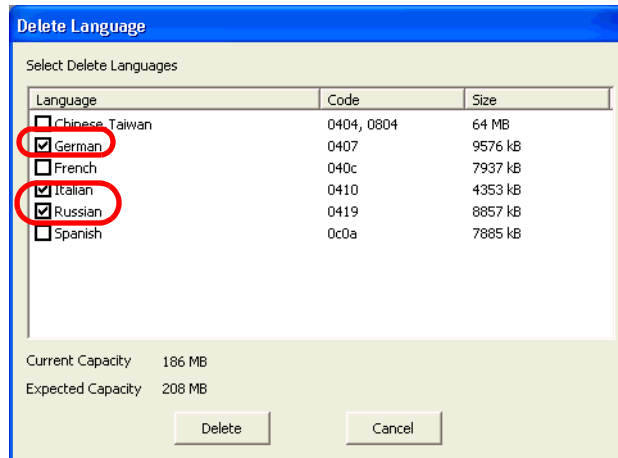 Delete Language
Select Delete Languages
Language Code Size
Chinese_Taiwan 0404, 0804 64 MB
German 0407 9576 kB
French 040c 7937 kB
Italian 0410 4353 kB
Russian 0419 8857 kB
Spanish 0c0a 7885 kB
Current Capacity 186 MB
Expected Capacity 208 MB
Delete Cancel